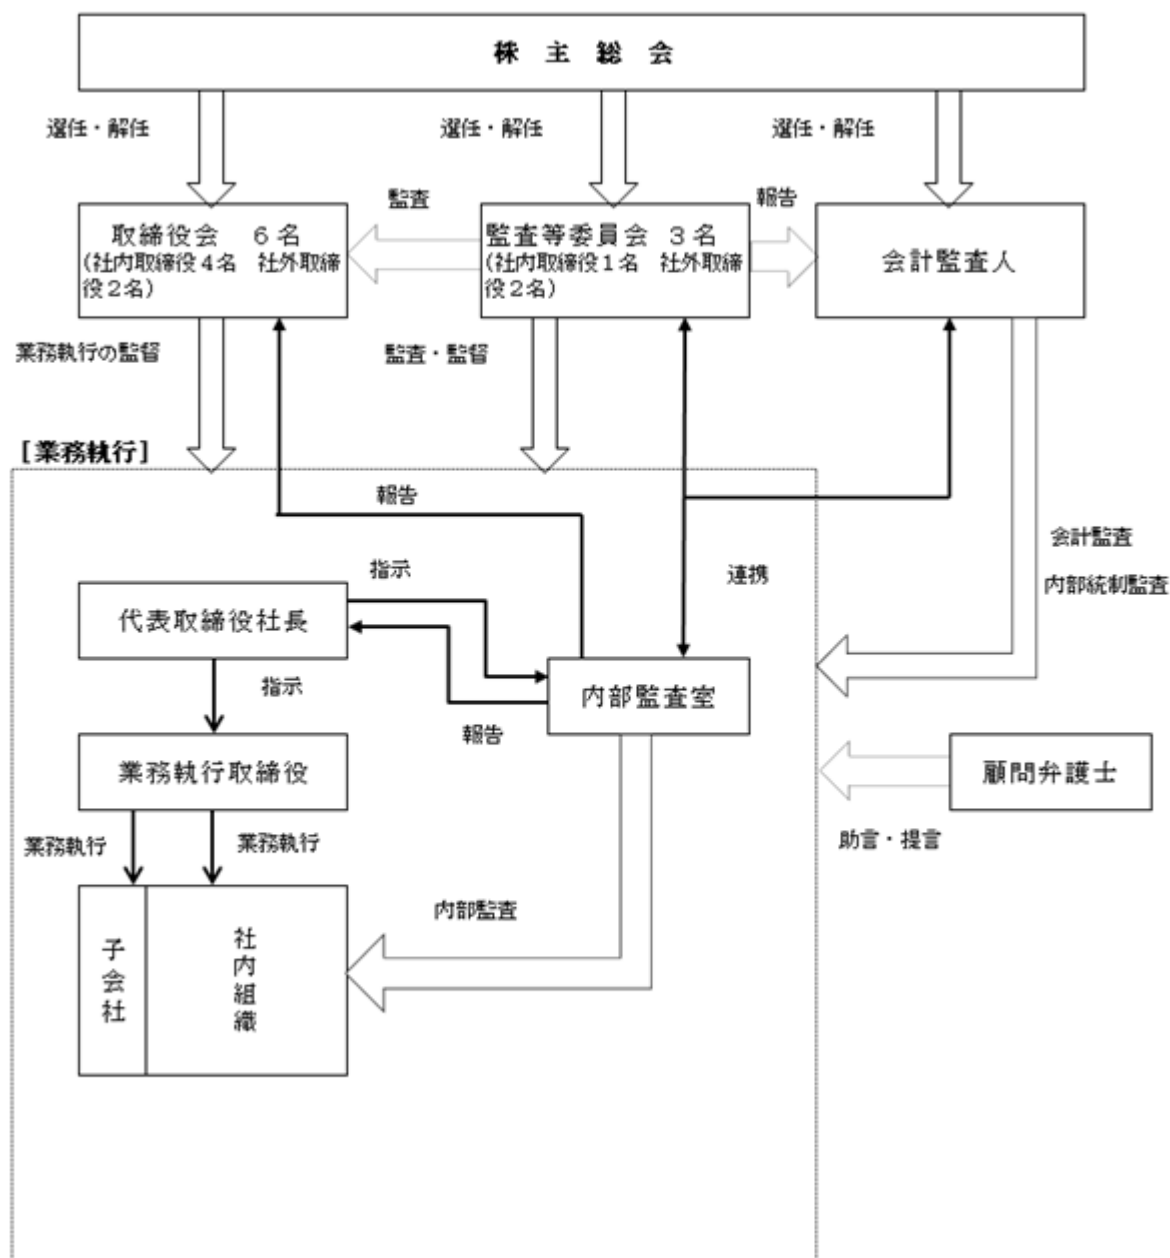 株 主 総 会
選任・解任
選任・解任
選任・解任
監査
報告
取締役会 6名
(社内取締役4名 社外取締
役2名)
監査等委員会 3名
(社内取締役1名 社外取締
役2名)
会計監査人
業務執行の監督
監査・監督
[業務執行]
報告
会計監査
内部統制監査
指示
連携
代表取締役社長
内部監査室
指示
報告
業務執行取締役
顧問弁護士
業務執行
業務執行
助言・提言
内部監査
子会社
社内組織